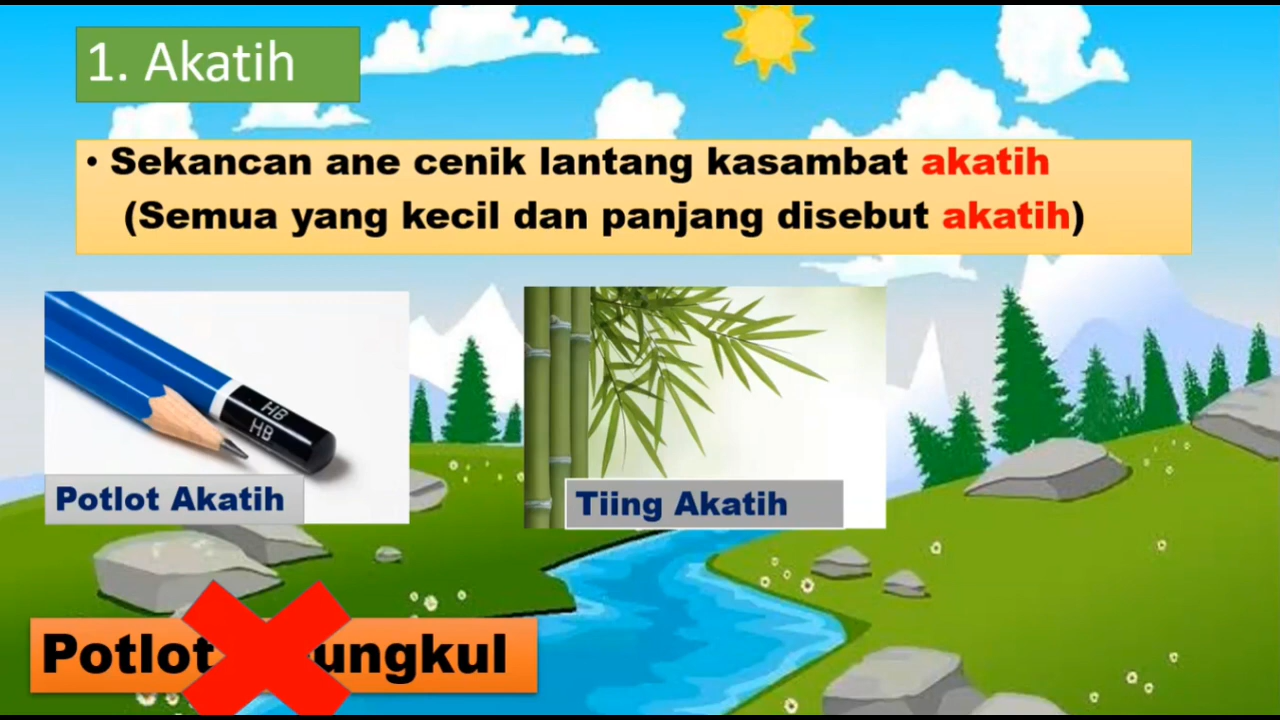 1. Akatih
• Sekancan ane cenik lantang kasambat akatih
(Semua yang kecil dan panjang disebut akatih)
HB
HB
Potlot Akatih
Tiing Akatih
Potlot